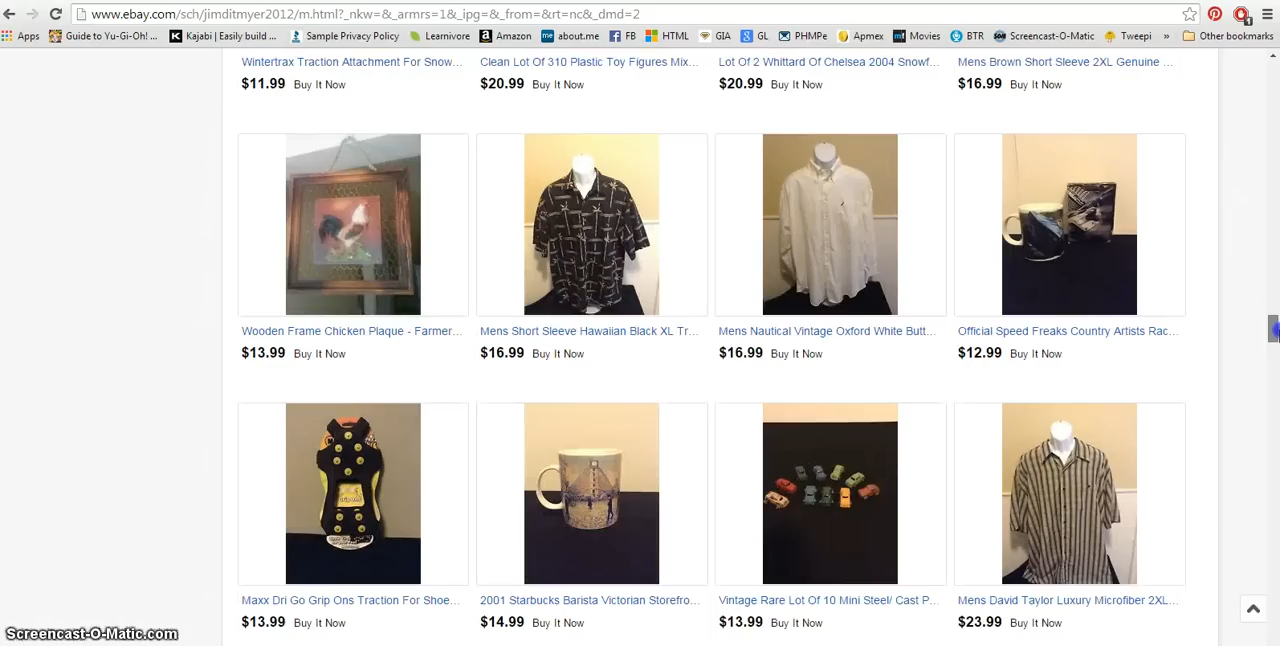 www.ebay.com/sch/jimditmyer2012/m.html?_nkw=&_armrs=1&_ipg=&_from=&rt=nc&_dmd=2
Apps Guide to Yu-Gi-Oh! ... Kajabi | Easily build ... Sample Privacy Policy Learnivore Amazon about.me FB HTML GIA GL PHMPe Apmex Movies BTR Screencast-O-Matic Tweepi » Other bookmarks
Wintertrax Traction Attachment For Snow... Clean Lot Of 310 Plastic Toy Figures Mix... Lot Of 2 Whittard Of Chelsea 2004 Snowf... Mens Brown Short Sleeve 2XL Genuine ...
$11.99 Buy It Now $20.99 Buy It Now $20.99 Buy It Now $16.99 Buy It Now
Wooden Frame Chicken Plaque - Farmer... Mens Short Sleeve Hawaiian Black XL Tr... Mens Nautical Vintage Oxford White Butt... Official Speed Freaks Country Artists Rac...
$13.99 Buy It Now $16.99 Buy It Now $16.99 Buy It Now $12.99 Buy It Now
Maxx Dri Go Grip Ons Traction For Shoe... 2001 Starbucks Barista Victorian Storefro... Vintage Rare Lot Of 10 Mini Steel/ Cast P... Mens David Taylor Luxury Microfiber 2XL...
$13.99 Buy It Now $14.99 Buy It Now $13.99 Buy It Now $23.99 Buy It Now
Screencast-O-Matic.com